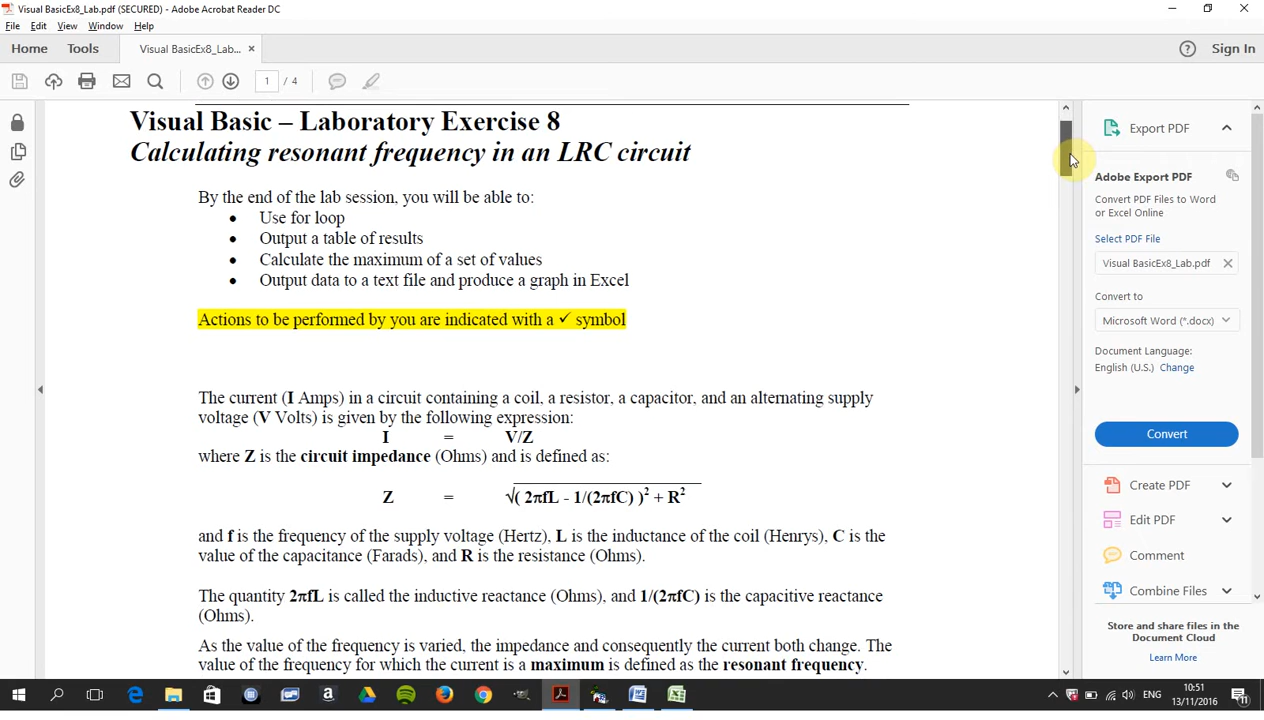 Visual BasicEx8_Lab.pdf (SECURED) - Adobe Acrobat Reader DC
File Edit View Window Help
Home Tools Visual BasicEx8_Lab... × ? Sign In
1 / 4
Visual Basic – Laboratory Exercise 8
Calculating resonant frequency in an LRC circuit
By the end of the lab session, you will be able to:
• Use for loop
• Output a table of results
• Calculate the maximum of a set of values
• Output data to a text file and produce a graph in Excel
Actions to be performed by you are indicated with a ✓ symbol
The current (I Amps) in a circuit containing a coil, a resistor, a capacitor, and an alternating supply
voltage (V Volts) is given by the following expression:
I = V/Z
where Z is the circuit impedance (Ohms) and is defined as:
Z = √( 2πfL - 1/(2πfC) )² + R²
and f is the frequency of the supply voltage (Hertz), L is the inductance of the coil (Henrys), C is the
value of the capacitance (Farads), and R is the resistance (Ohms).
The quantity 2πfL is called the inductive reactance (Ohms), and 1/(2πfC) is the capacitive reactance
(Ohms).
As the value of the frequency is varied, the impedance and consequently the current both change. The
value of the frequency for which the current is a maximum is defined as the resonant frequency.
Export PDF
Adobe Export PDF
Convert PDF Files to Word
or Excel Online
Select PDF File
Visual BasicEx8_Lab.pdf ×
Convert to
Microsoft Word (*.docx)
Document Language:
English (U.S.) Change
Convert
Create PDF
Edit PDF
Comment
Combine Files
Store and share files in the
Document Cloud
Learn More
ENG
10:51
13/11/2016